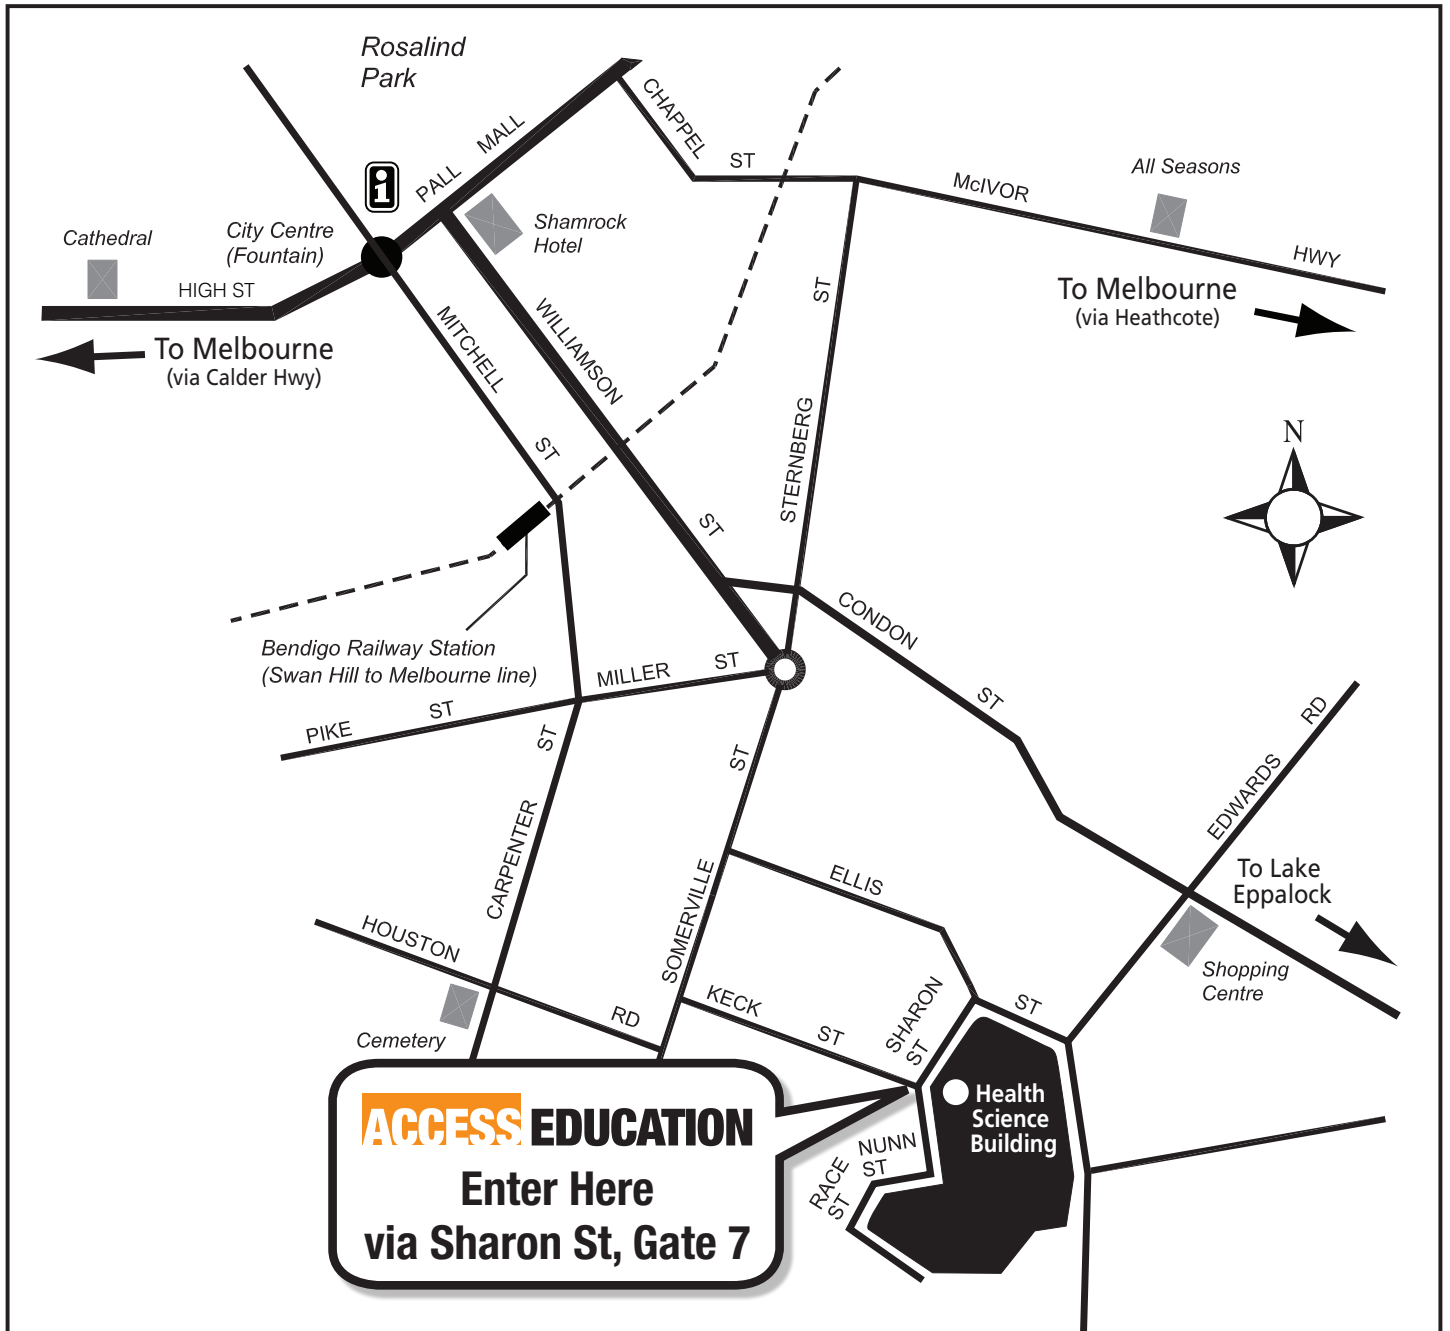 Rosalind
Park
CHAPPEL
ST
PALL MALL
i
McIVOR
HWY
All Seasons
Cathedral
City Centre
(Fountain)
Shamrock
Hotel
HIGH ST
To Melbourne
(via Calder Hwy)
To Melbourne
(via Heathcote)
MITCHELL
ST
WILLIAMSON
ST
STERNBERG
ST
N
Bendigo Railway Station
(Swan Hill to Melbourne line)
CONDON
ST
MILLER
ST
PIKE
ST
CARPENTER
ST
SOMERVILLE
ST
EDWARDS
RD
To Lake
Eppalock
ELLIS
ST
HOUSTON
RD
Shopping
Centre
KECK
ST
SHARON
ST
Cemetery
Health
Science
Building
NUNN
ST
RACE
ST
ACCESS EDUCATION
Enter Here
via Sharon St, Gate 7